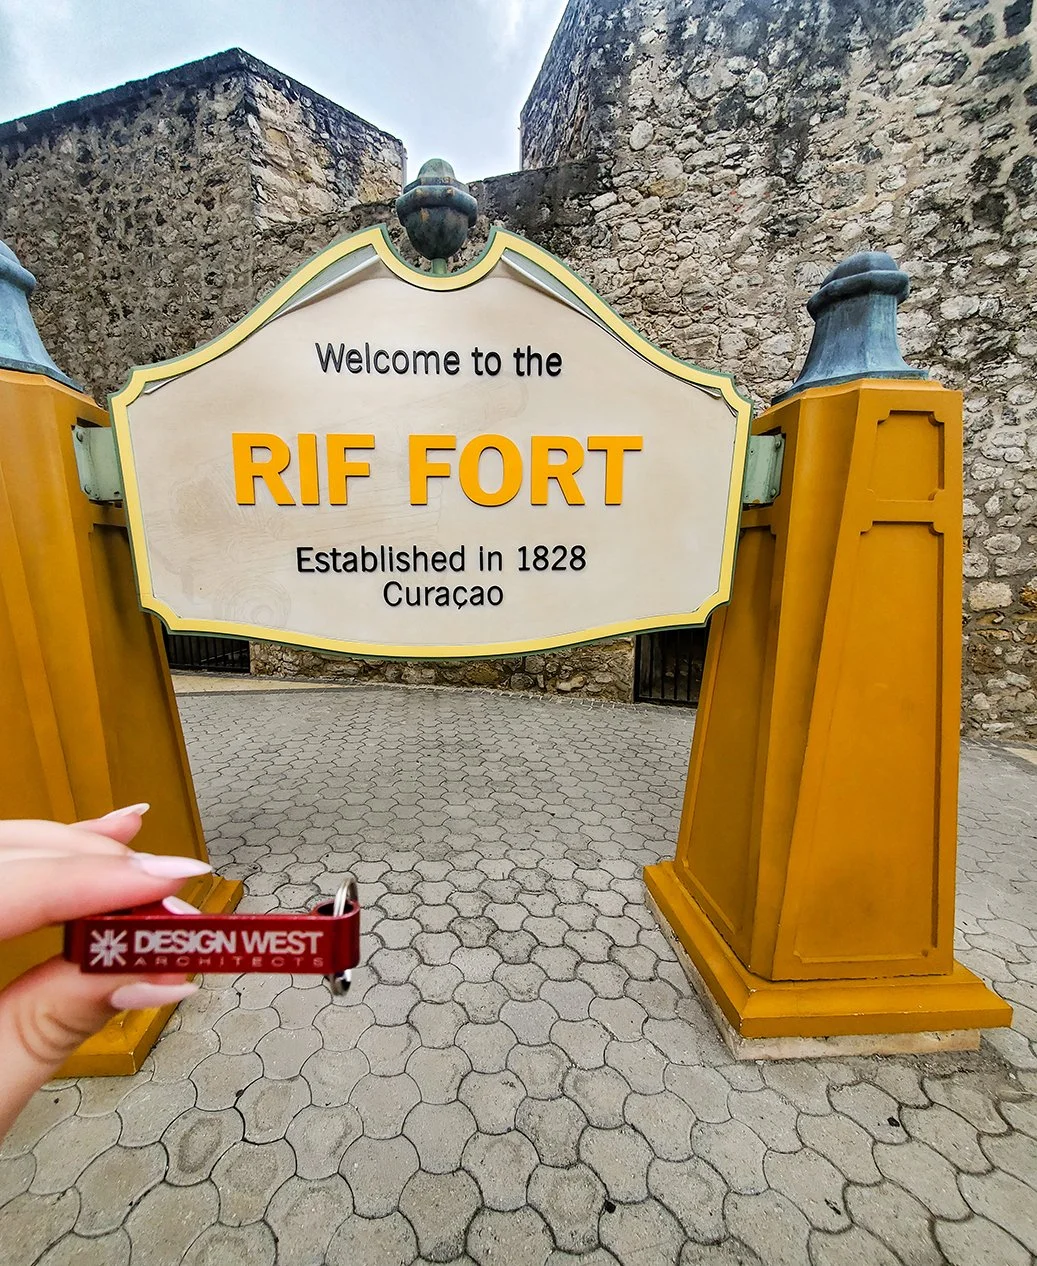 Welcome to the
RIF FORT
Established in 1828
Curaçao
DESIGN WEST
ARCHITECTS